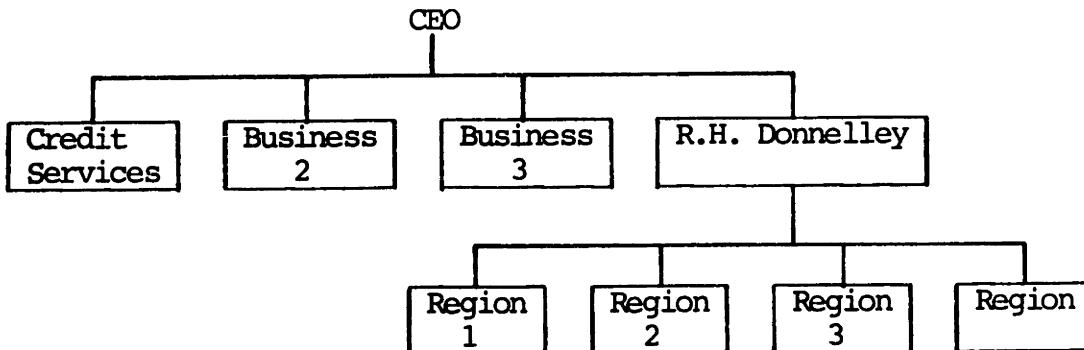 CEO
Credit
Services
Business
2
Business
3
R.H. Donnelley
Region
1
Region
2
Region
3
Region